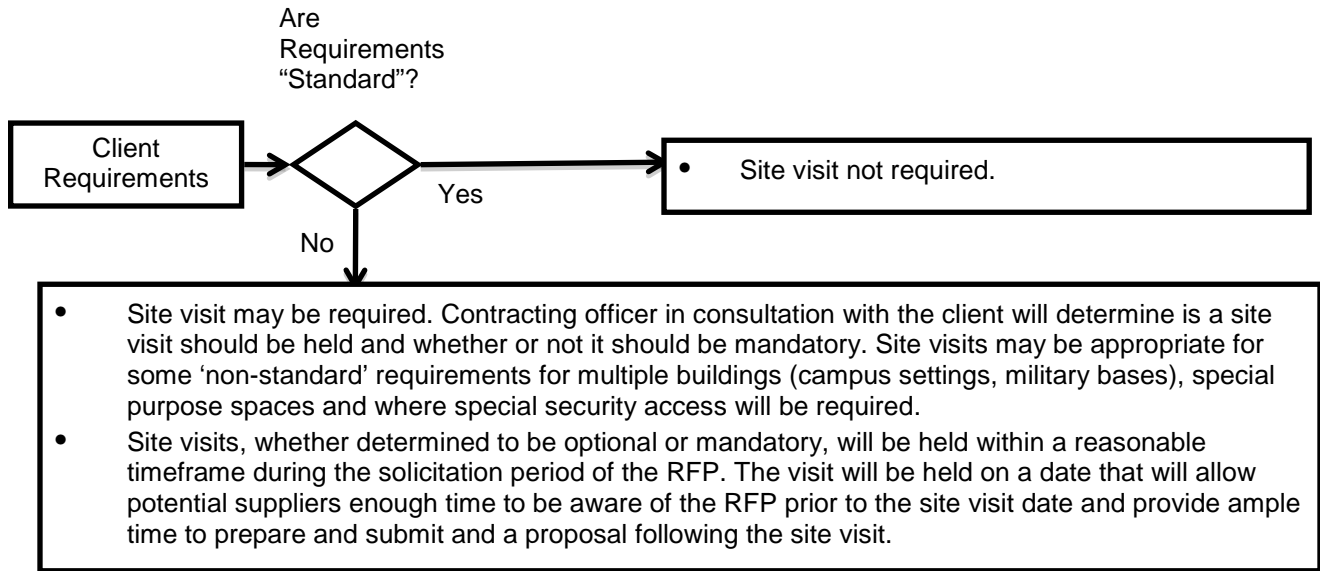 Are
Requirements
“Standard”?
Client
Requirements
Yes
• Site visit not required.
No
• Site visit may be required. Contracting officer in consultation with the client will determine is a site
visit should be held and whether or not it should be mandatory. Site visits may be appropriate for
some ‘non-standard’ requirements for multiple buildings (campus settings, military bases), special
purpose spaces and where special security access will be required.
• Site visits, whether determined to be optional or mandatory, will be held within a reasonable
timeframe during the solicitation period of the RFP. The visit will be held on a date that will allow
potential suppliers enough time to be aware of the RFP prior to the site visit date and provide ample
time to prepare and submit and a proposal following the site visit.